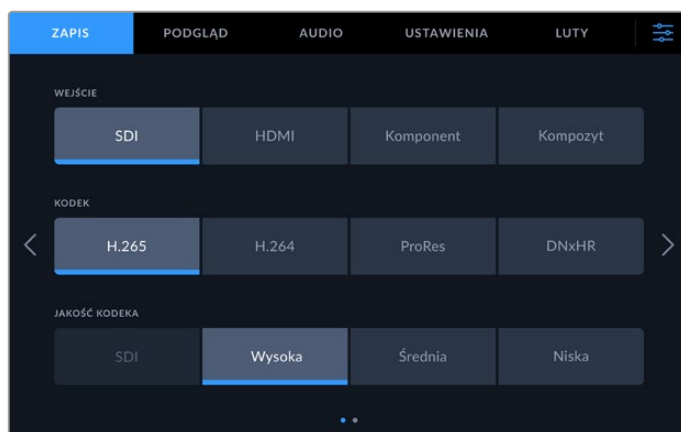 ZAPIS PODGLĄD AUDIO USTAWIENIA LUTY
WEJŚCIE
SDI HDMI Komponent Kompozyt
KODEK
H.265 H.264 ProRes DNxHR
JAKOŚĆ KODEKA
SDI Wysoka Średnia Niska